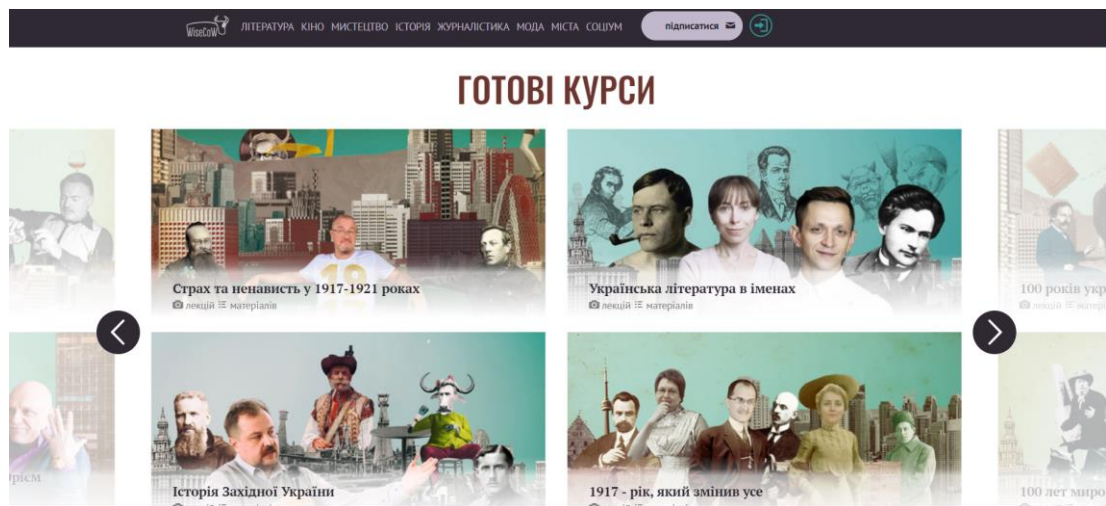 WiseCoW ЛІТЕРАТУРА КІНО МИСТЕЦТВО ІСТОРІЯ ЖУРНАЛІСТИКА МОДА МІСТА СОЦІУМ підписатися
ГОТОВІ КУРСИ
Страх та ненависть у 1917-1921 роках
лекцій матеріалів
Українська література в іменах
лекцій матеріалів
100 років укр
лекцій матері
Історія Західної України
1917 - рік, який змінив усе
100 лет миро